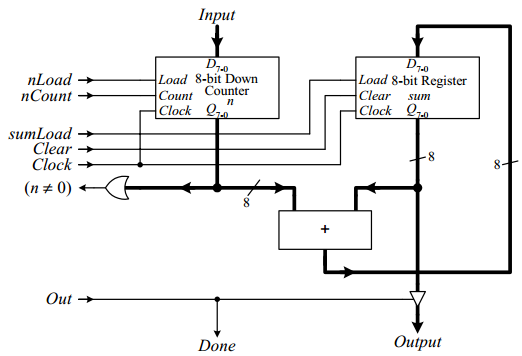 Input
D7-0
nLoad
Load 8-bit Down
Counter
nCount
Count
n
Clock
Q7-0
D7-0
Load 8-bit Register
Clear sum
Clock
Q7-0
sumLoad
Clear
Clock
(n ≠ 0)
8
8
8
+
Out
Done
Output